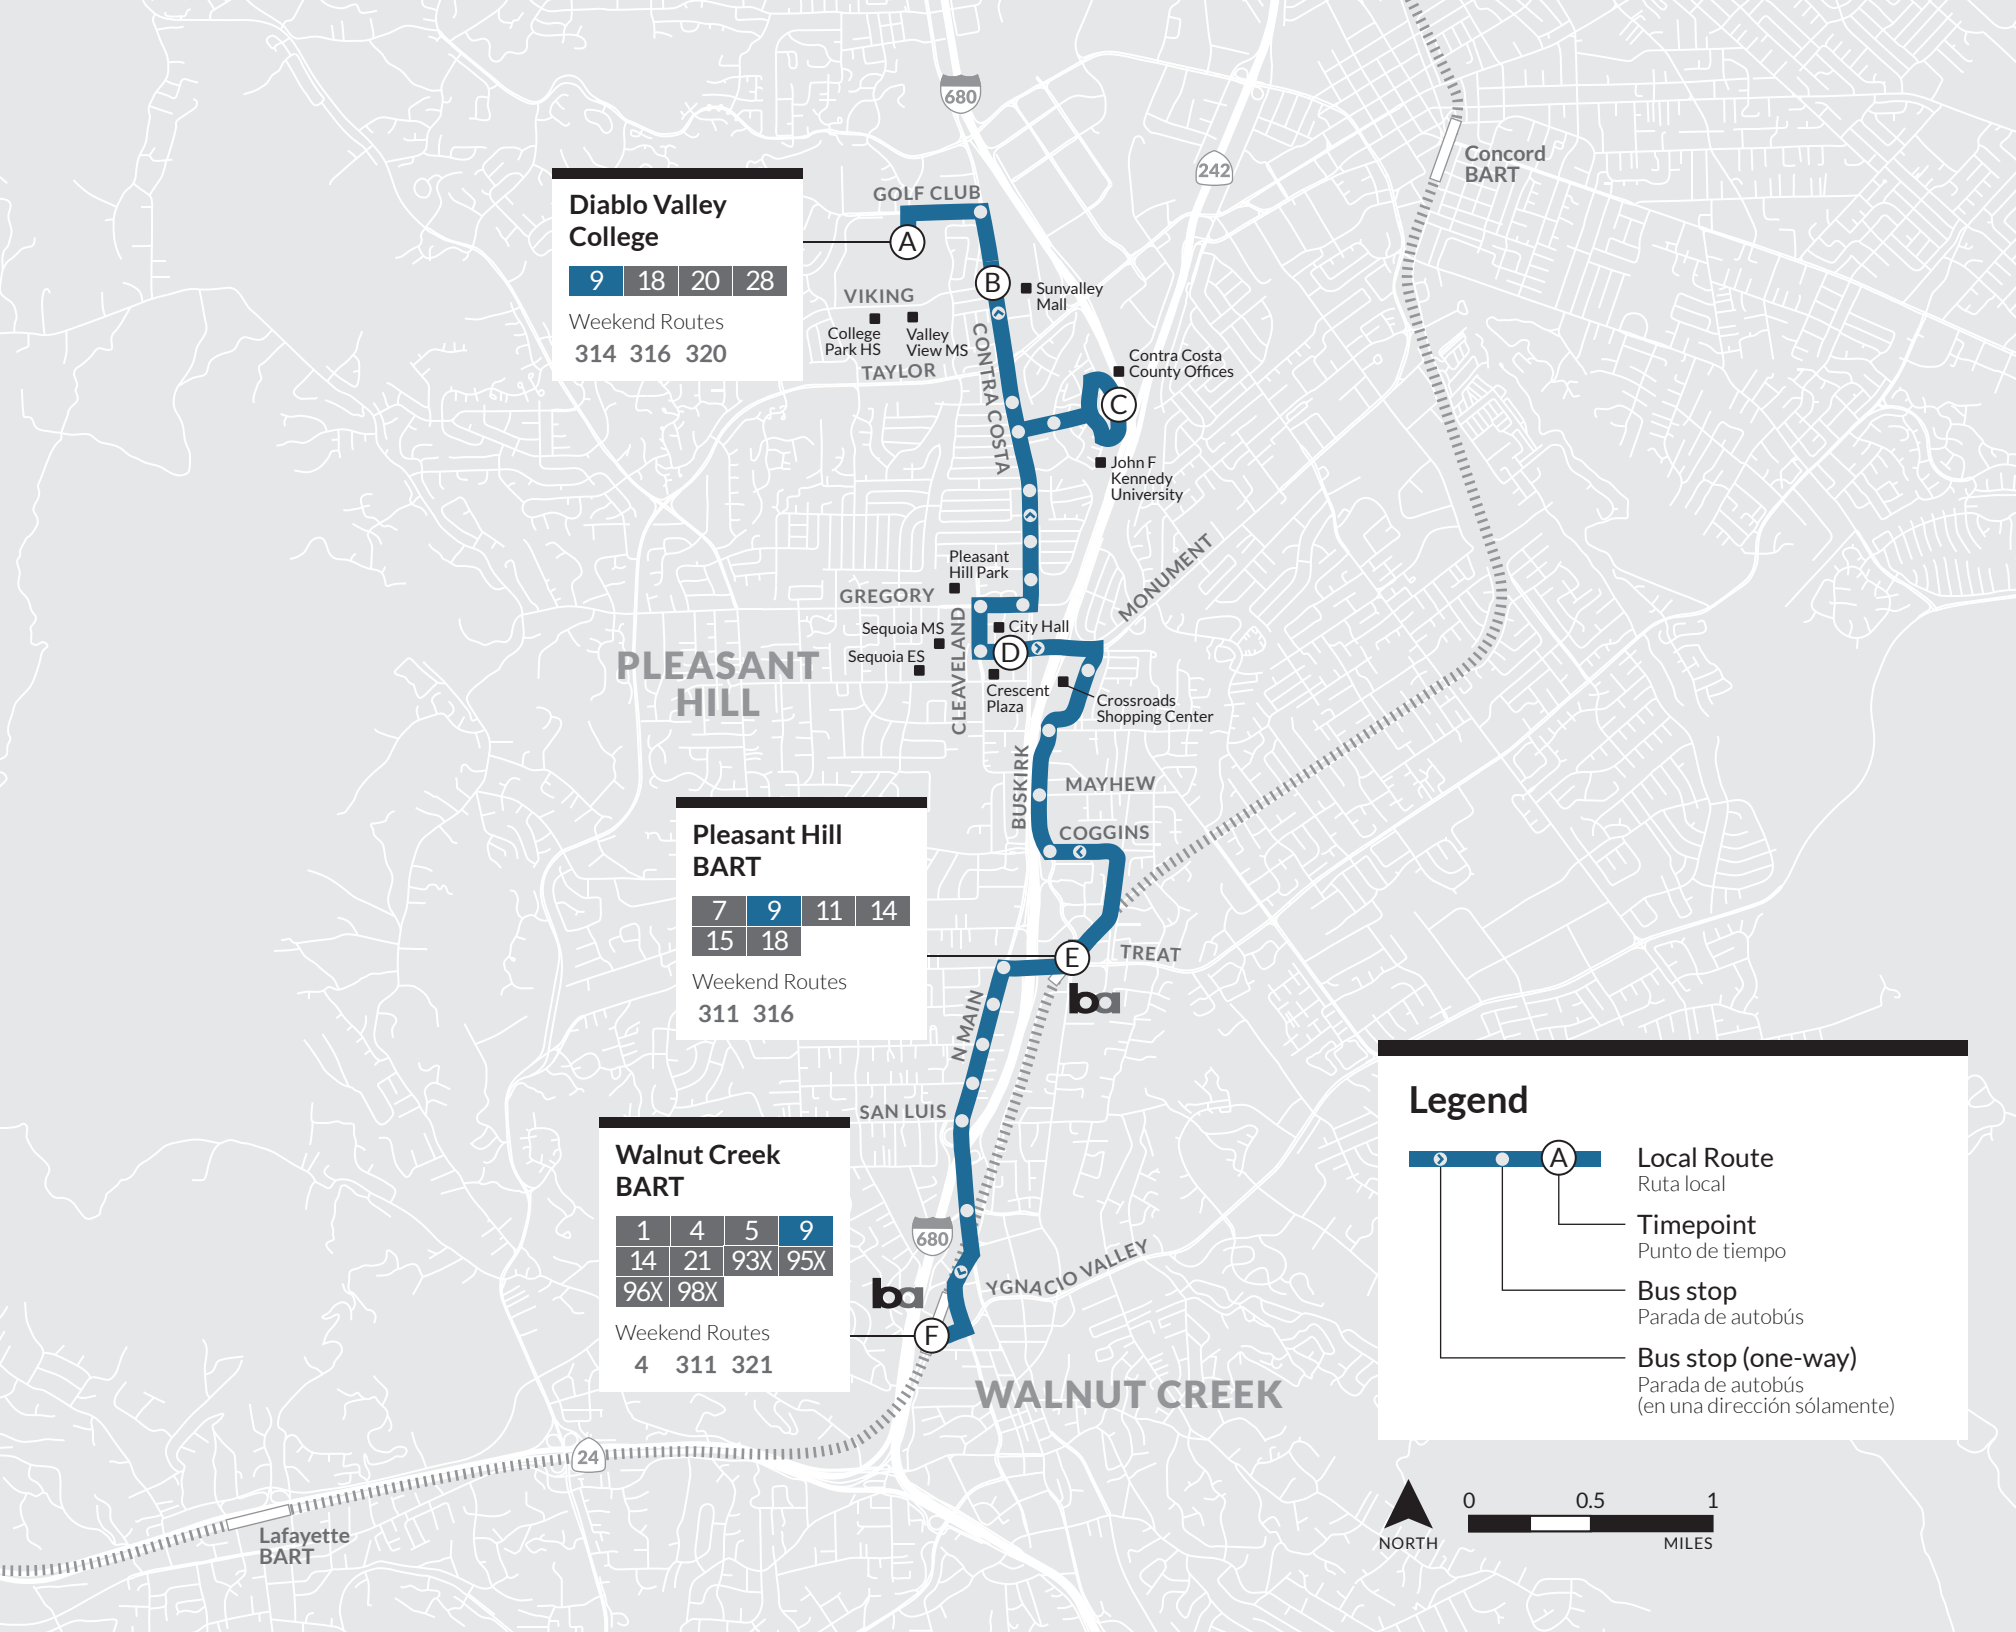 680
242
Concord
BART
Diablo Valley
College
9 18 20 28
Weekend Routes
314 316 320
GOLF CLUB
A
B
Sunvalley
Mall
VIKING
College
Park HS
Valley
View MS
TAYLOR
CONTRA COSTA
Contra Costa
County Offices
C
John F
Kennedy
University
MONUMENT
Pleasant
Hill Park
GREGORY
CLEAVELAND
City Hall
Sequoia MS
Sequoia ES
D
PLEASANT
HILL
Crescent
Plaza
Crossroads
Shopping Center
BUSKIRK
MAYHEW
COGGINS
Pleasant Hill
BART
7 9 11 14
15 18
Weekend Routes
311 316
E
TREAT
ba
N MAIN
SAN LUIS
Walnut Creek
BART
1 4 5 9
14 21 93X 95X
96X 98X
Weekend Routes
4 311 321
680
ba
YGNACIO VALLEY
F
WALNUT CREEK
24
Lafayette
BART
Legend
A
Local Route
Ruta local
Timepoint
Punto de tiempo
Bus stop
Parada de autobús
Bus stop (one-way)
Parada de autobús
(en una dirección sólamente)
NORTH
0 0.5 1
MILES